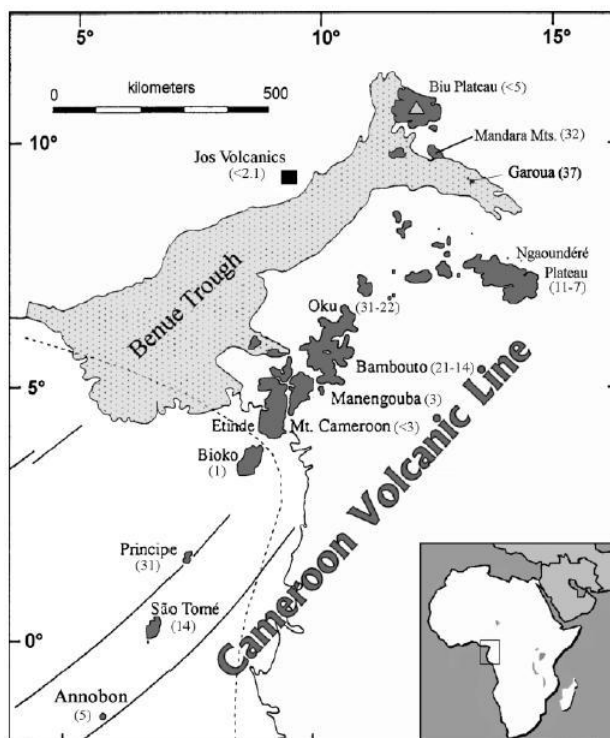 5°
10°
15°
kilometers
0
500
Biu Plateau (<5)
10°
Mandara Mts. (32)
Jos Volcanics
(<2.1)
Garoua (37)
Ngaoundéré
Plateau
(11-7)
Benue Trough
Oku (31-22)
Bambouto (21-14)
5°
Manengouba (3)
Etinde Mt. Cameroon (<3)
Bioko
(1)
Cameroon Volcanic Line
Principe
(31)
São Tomé
(14)
0°
Annobon
(5)